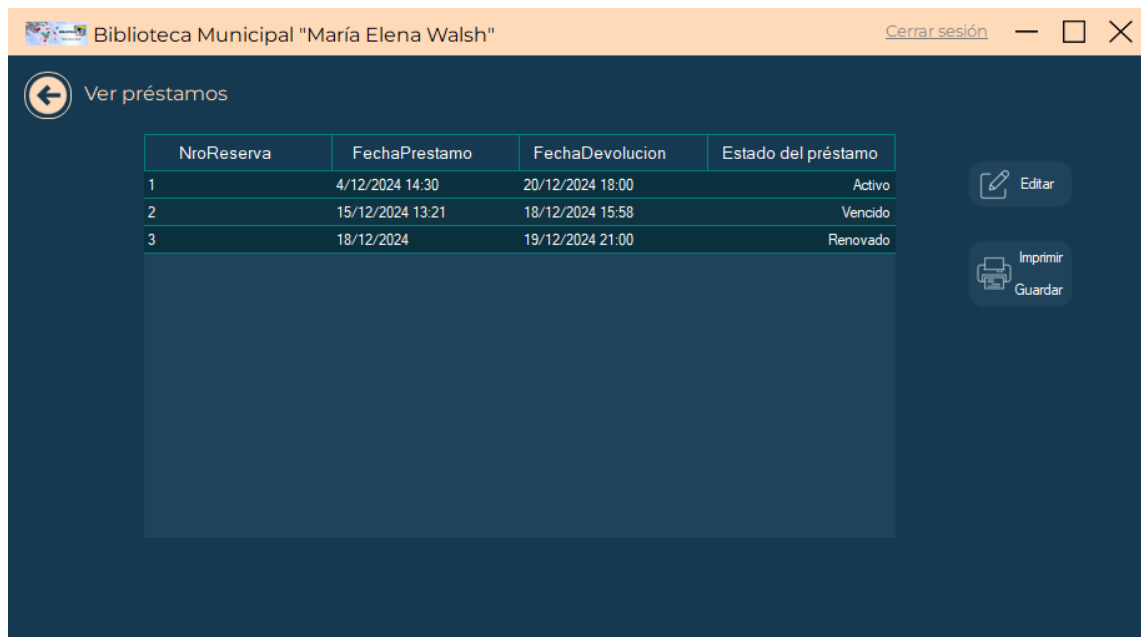 Biblioteca Municipal "María Elena Walsh"
Cerrar sesión
Ver préstamos
NroReserva FechaPrestamo FechaDevolucion Estado del préstamo
1 4/12/2024 14:30 20/12/2024 18:00 Activo
2 15/12/2024 13:21 18/12/2024 15:58 Vencido
3 18/12/2024 19/12/2024 21:00 Renovado
Editar
Imprimir
Guardar